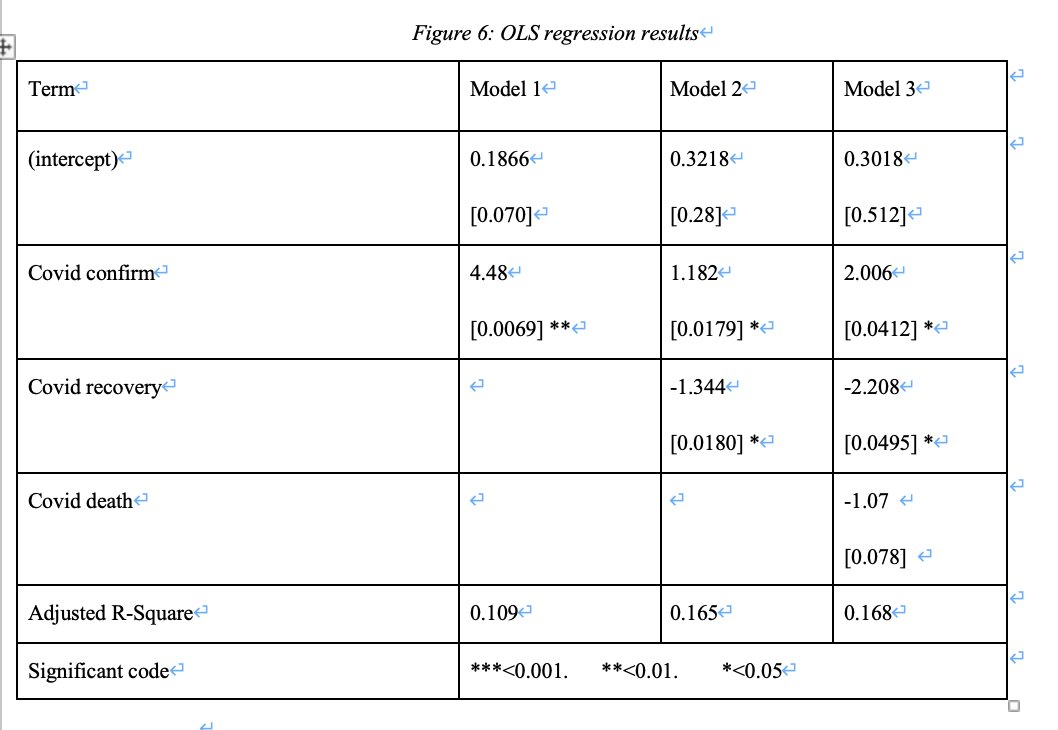 Figure 6: OLS regression results
Term Model 1 Model 2 Model 3
(intercept) 0.1866 0.3218 0.3018
[0.070] [0.28] [0.512]
Covid confirm 4.48 1.182 2.006
[0.0069] ** [0.0179] * [0.0412] *
Covid recovery -1.344 -2.208
[0.0180] * [0.0495] *
Covid death -1.07
[0.078]
Adjusted R-Square 0.109 0.165 0.168
Significant code ***<0.001. **<0.01. *<0.05